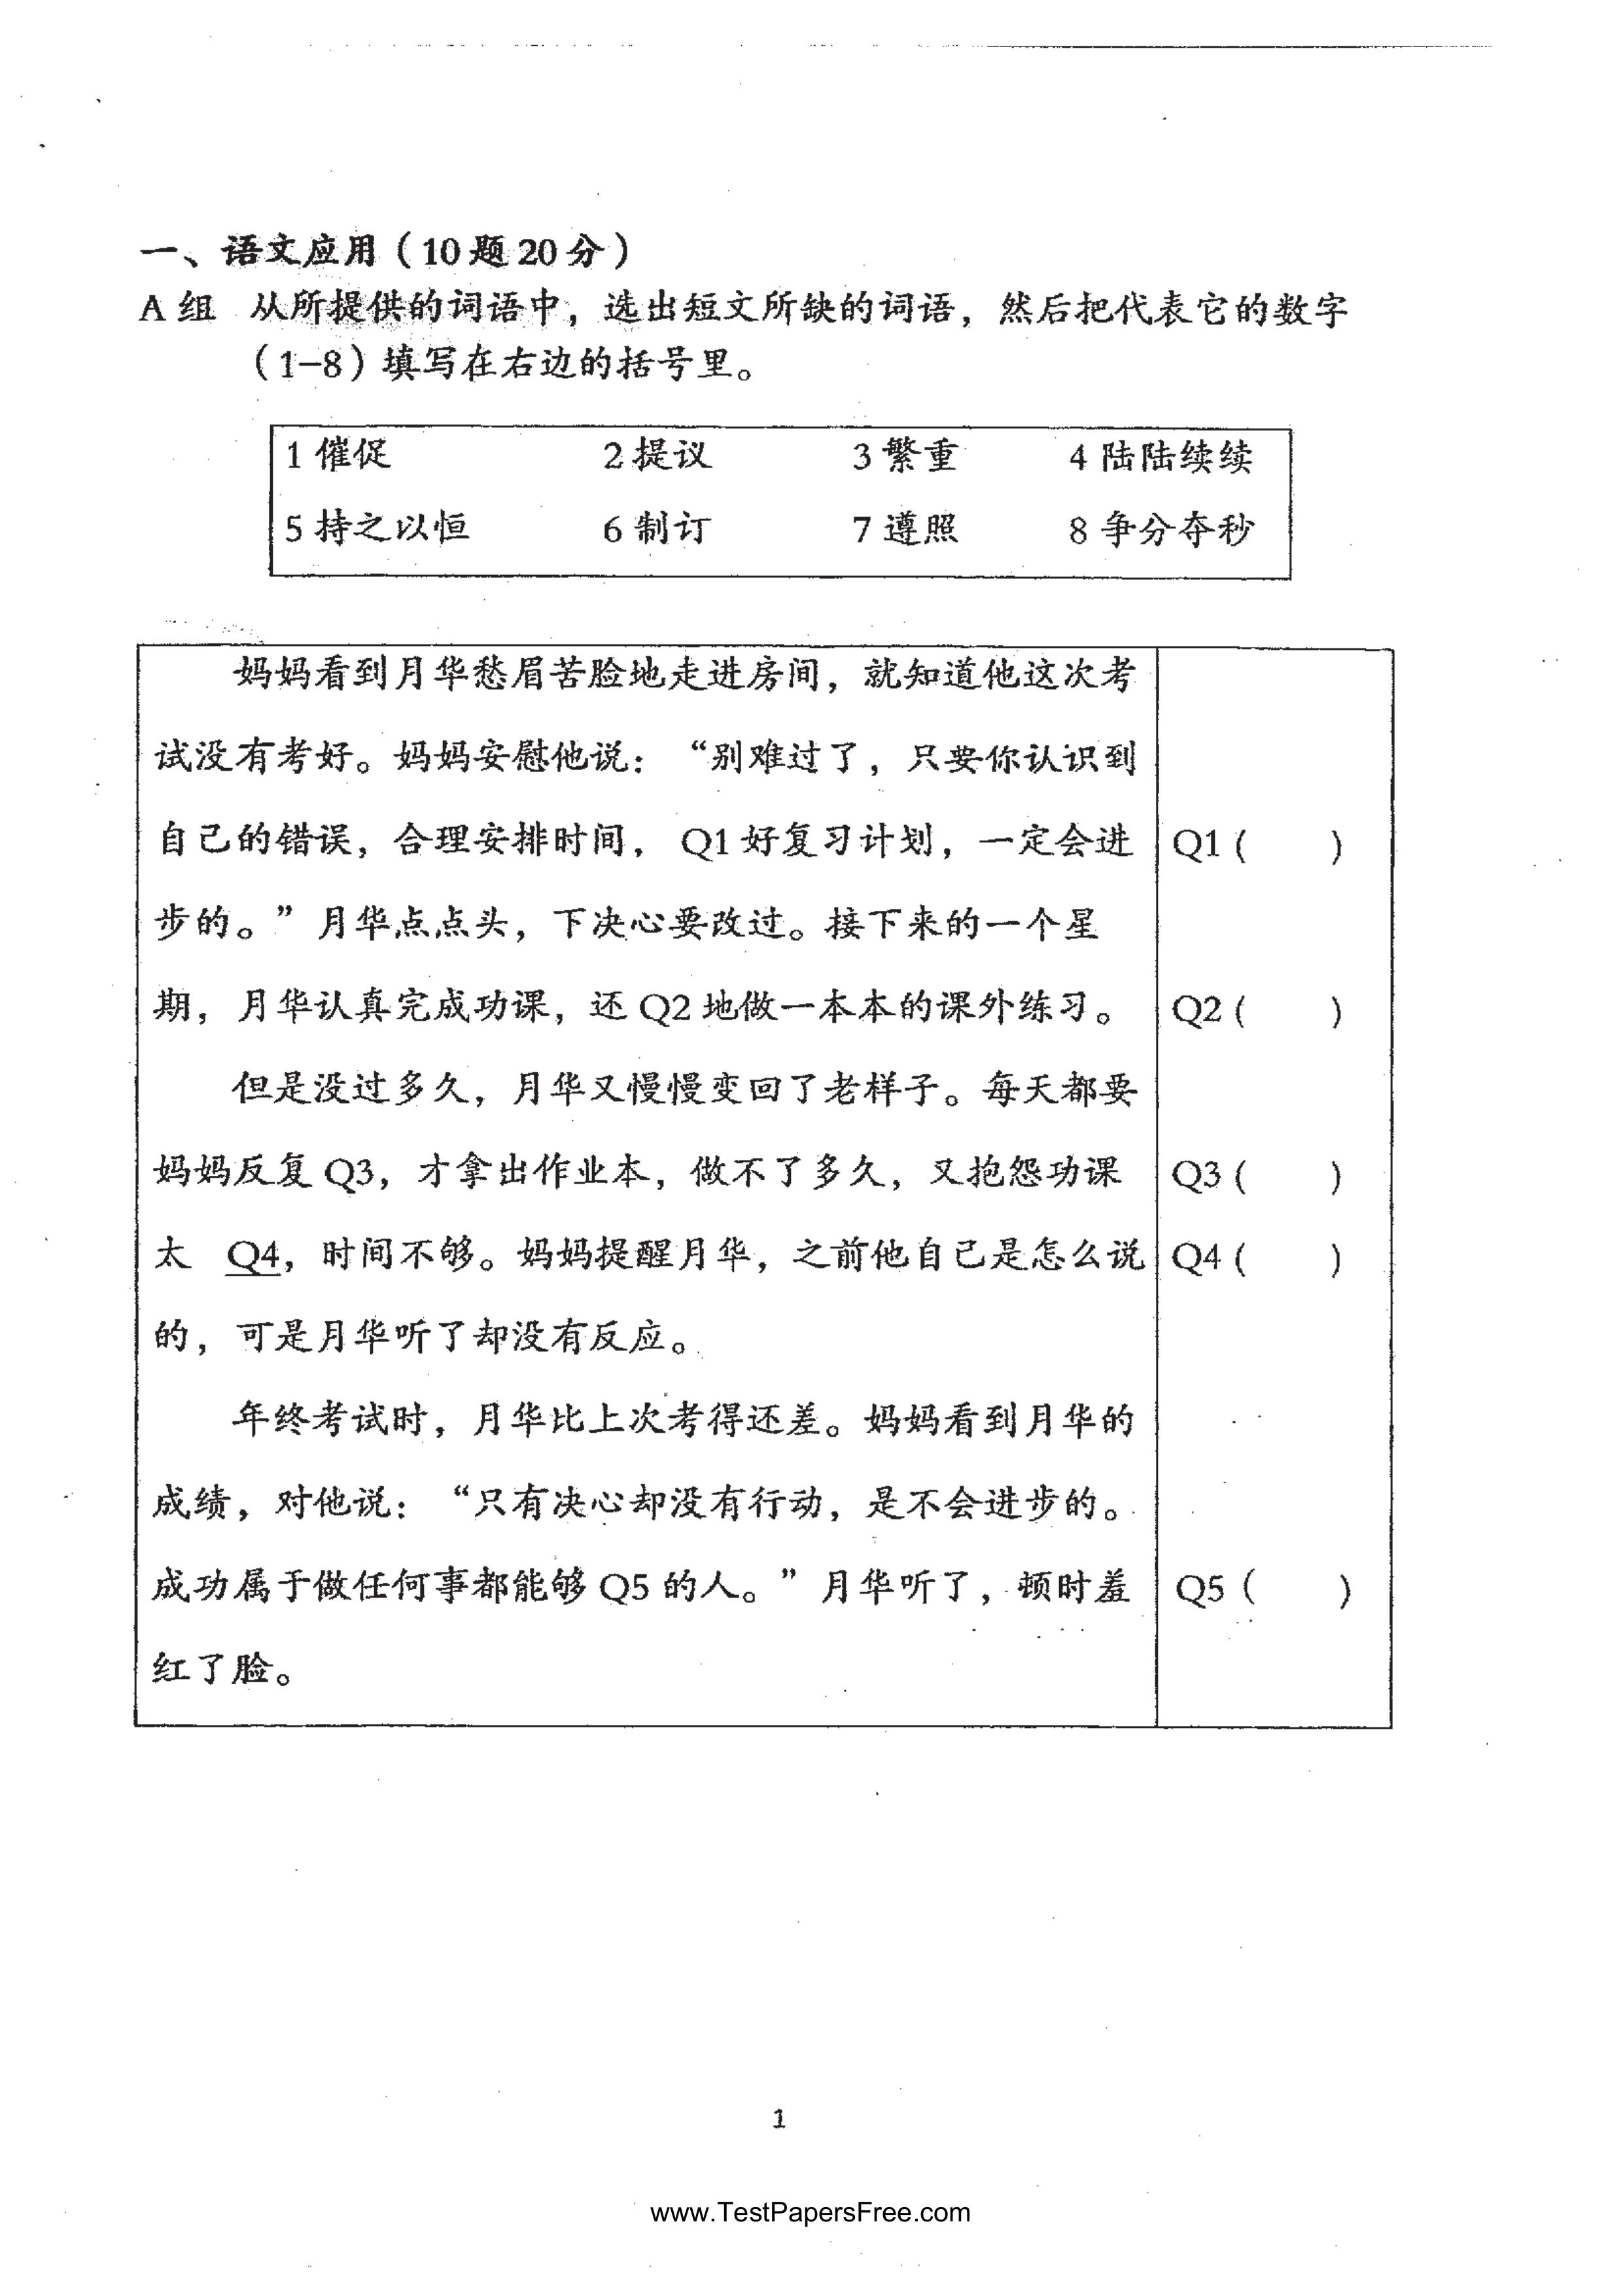 一、语文应用（10题20分）
A组 从所提供的词语中，选出短文所缺的词语，然后把代表它的数字
（1–8）填写在右边的括号里。
1 催促 2 提议 3 繁重 4 陆陆续续
5 持之以恒 6 制订 7 遵照 8 争分夺秒
妈妈看到月华愁眉苦脸地走进房间，就知道他这次考
试没有考好。妈妈安慰他说：“别难过了，只要你认识到
自己的错误，合理安排时间， Q1好复习计划，一定会进 Q1 ( )
步的。”月华点点头，下决心要改过。接下来的一个星
期，月华认真完成功课，还 Q2 地做一本本的课外练习。 Q2 ( )
但是没过多久，月华又慢慢变回了老样子。每天都要
妈妈反复 Q3，才拿出作业本，做不了多久，又抱怨功课 Q3 ( )
太 Q4，时间不够。妈妈提醒月华，之前他自己是怎么说 Q4 ( )
的，可是月华听了却没有反应。
年终考试时，月华比上次考得还差。妈妈看到月华的
成绩，对他说：“只有决心却没有行动，是不会进步的。
成功属于做任何事都能够 Q5 的人。”月华听了，顿时羞 Q5 ( )
红了脸。
1
www.TestPapersFree.com